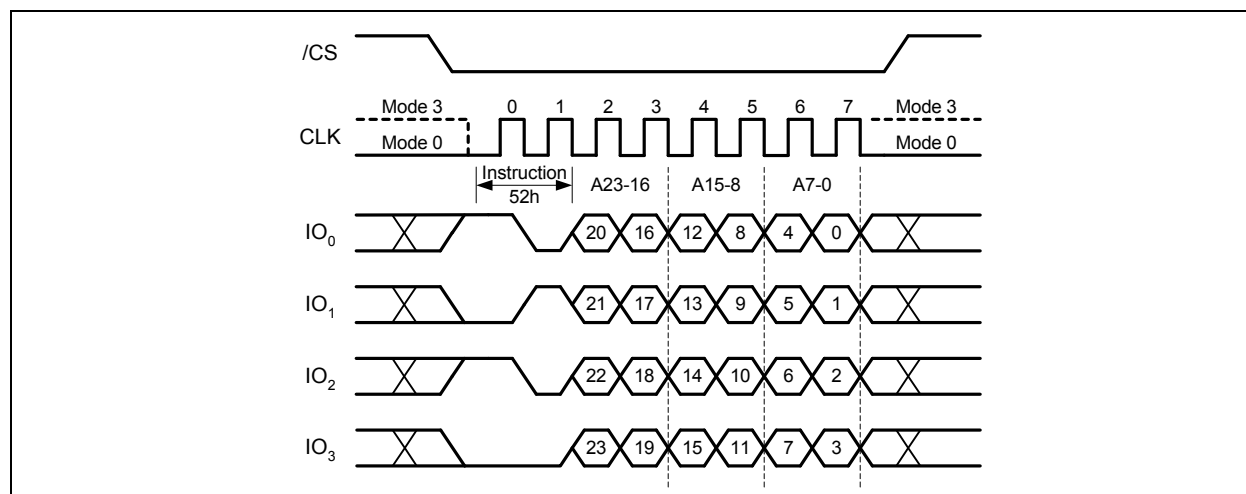 /CS
Mode 3 0 1 2 3 4 5 6 7 Mode 3
CLK
Mode 0 Mode 0
Instruction A23-16 A15-8 A7-0
52h
IO0 20 16 12 8 4 0
IO1 21 17 13 9 5 1
IO2 22 18 14 10 6 2
IO3 23 19 15 11 7 3